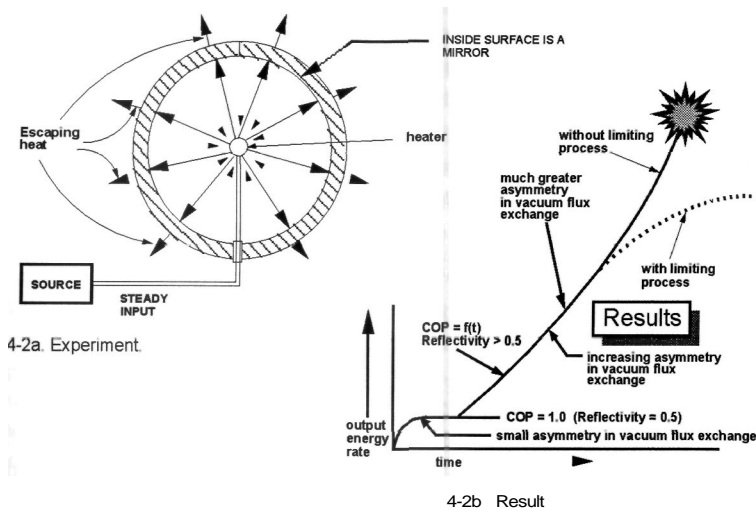 INSIDE SURFACE IS A
MIRROR
Escaping
heat
heater
SOURCE
STEADY
INPUT
4-2a. Experiment.
without limiting
process
much greater
asymmetry
in vacuum flux
exchange
with limiting
process
Results
COP = f(t)
Reflectivity > 0.5
increasing asymmetry
in vacuum flux
exchange
COP = 1.0 (Reflectivity = 0.5)
small asymmetry in vacuum flux exchange
output
energy
rate
time
4-2b Result